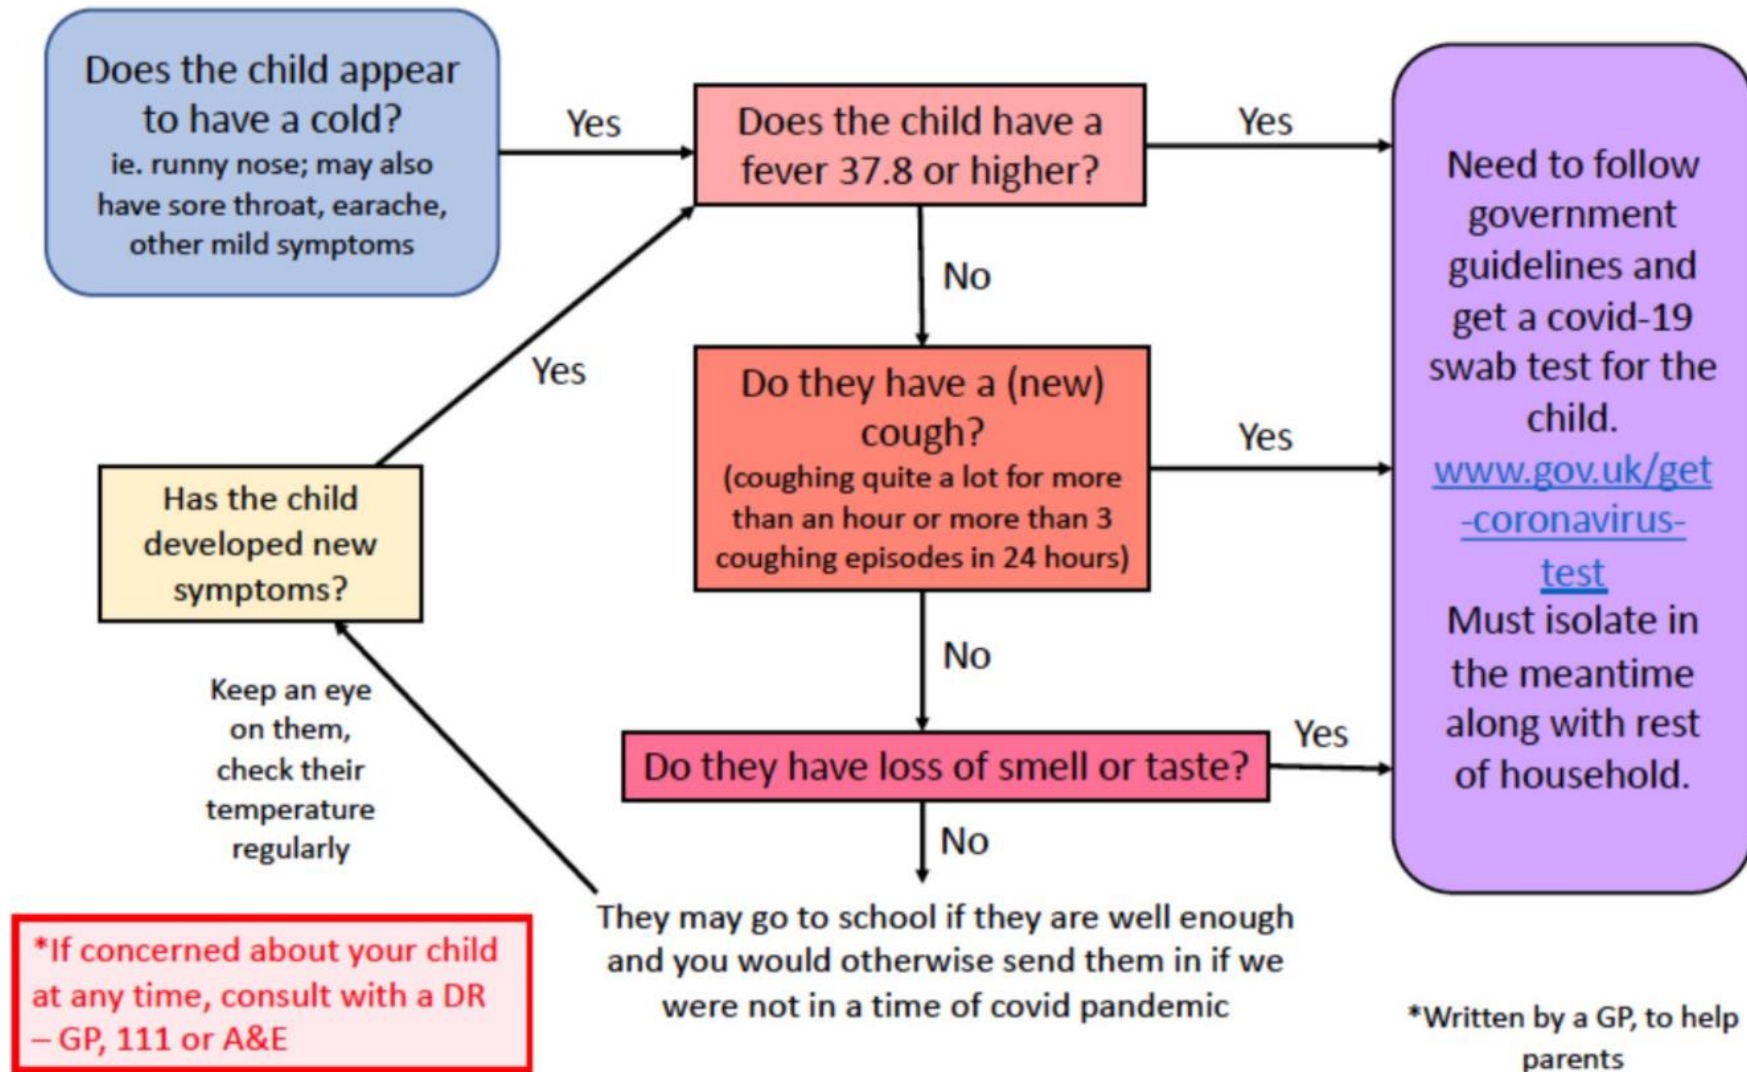 Does the child appear
to have a cold?
ie. runny nose; may also
have sore throat, earache,
other mild symptoms
Yes
Does the child have a
fever 37.8 or higher?
Yes
No
Yes
Do they have a (new)
cough?
(coughing quite a lot for more
than an hour or more than 3
coughing episodes in 24 hours)
Yes
No
Has the child
developed new
symptoms?
Keep an eye
on them,
check their
temperature
regularly
Do they have loss of smell or taste?
Yes
No
They may go to school if they are well enough
and you would otherwise send them in if we
were not in a time of covid pandemic
Need to follow
government
guidelines and
get a covid-19
swab test for the
child.
www.gov.uk/get
-coronavirus-
test
Must isolate in
the meantime
along with rest
of household.
*If concerned about your child
at any time, consult with a DR
– GP, 111 or A&E
*Written by a GP, to help
parents